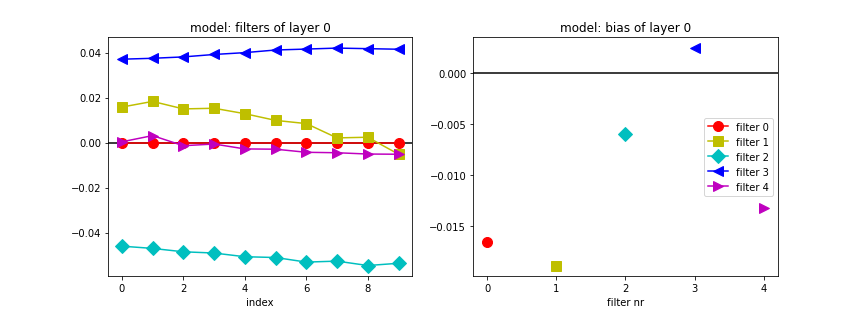 model: filters of layer 0
0.04
0.02
0.00
−0.02
−0.04
0 2 4 6 8
index
model: bias of layer 0
0.000
−0.005
−0.010
−0.015
0 1 2 3 4
filter nr
filter 0
filter 1
filter 2
filter 3
filter 4